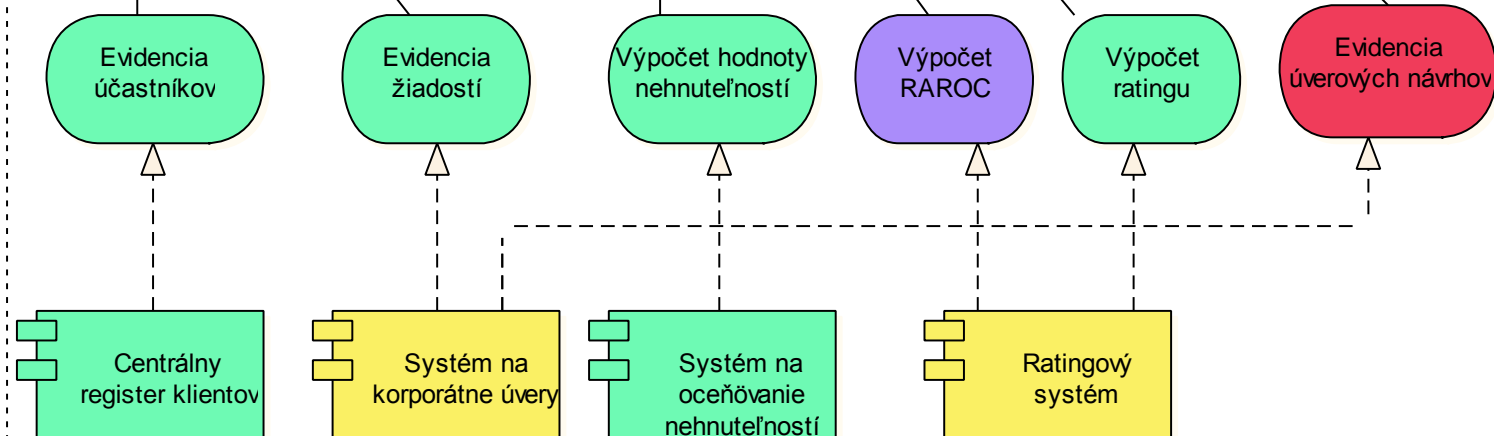 Evidencia
účastníkov
Evidencia
žiadostí
Výpočet hodnoty
nehnuteľností
Výpočet
RAROC
Výpočet
ratingu
Evidencia
úverových návrhov
Centrálny
register klientov
Systém na
korporátne úvery
Systém na
oceňovanie
nehnuteľností
Ratingový
systém